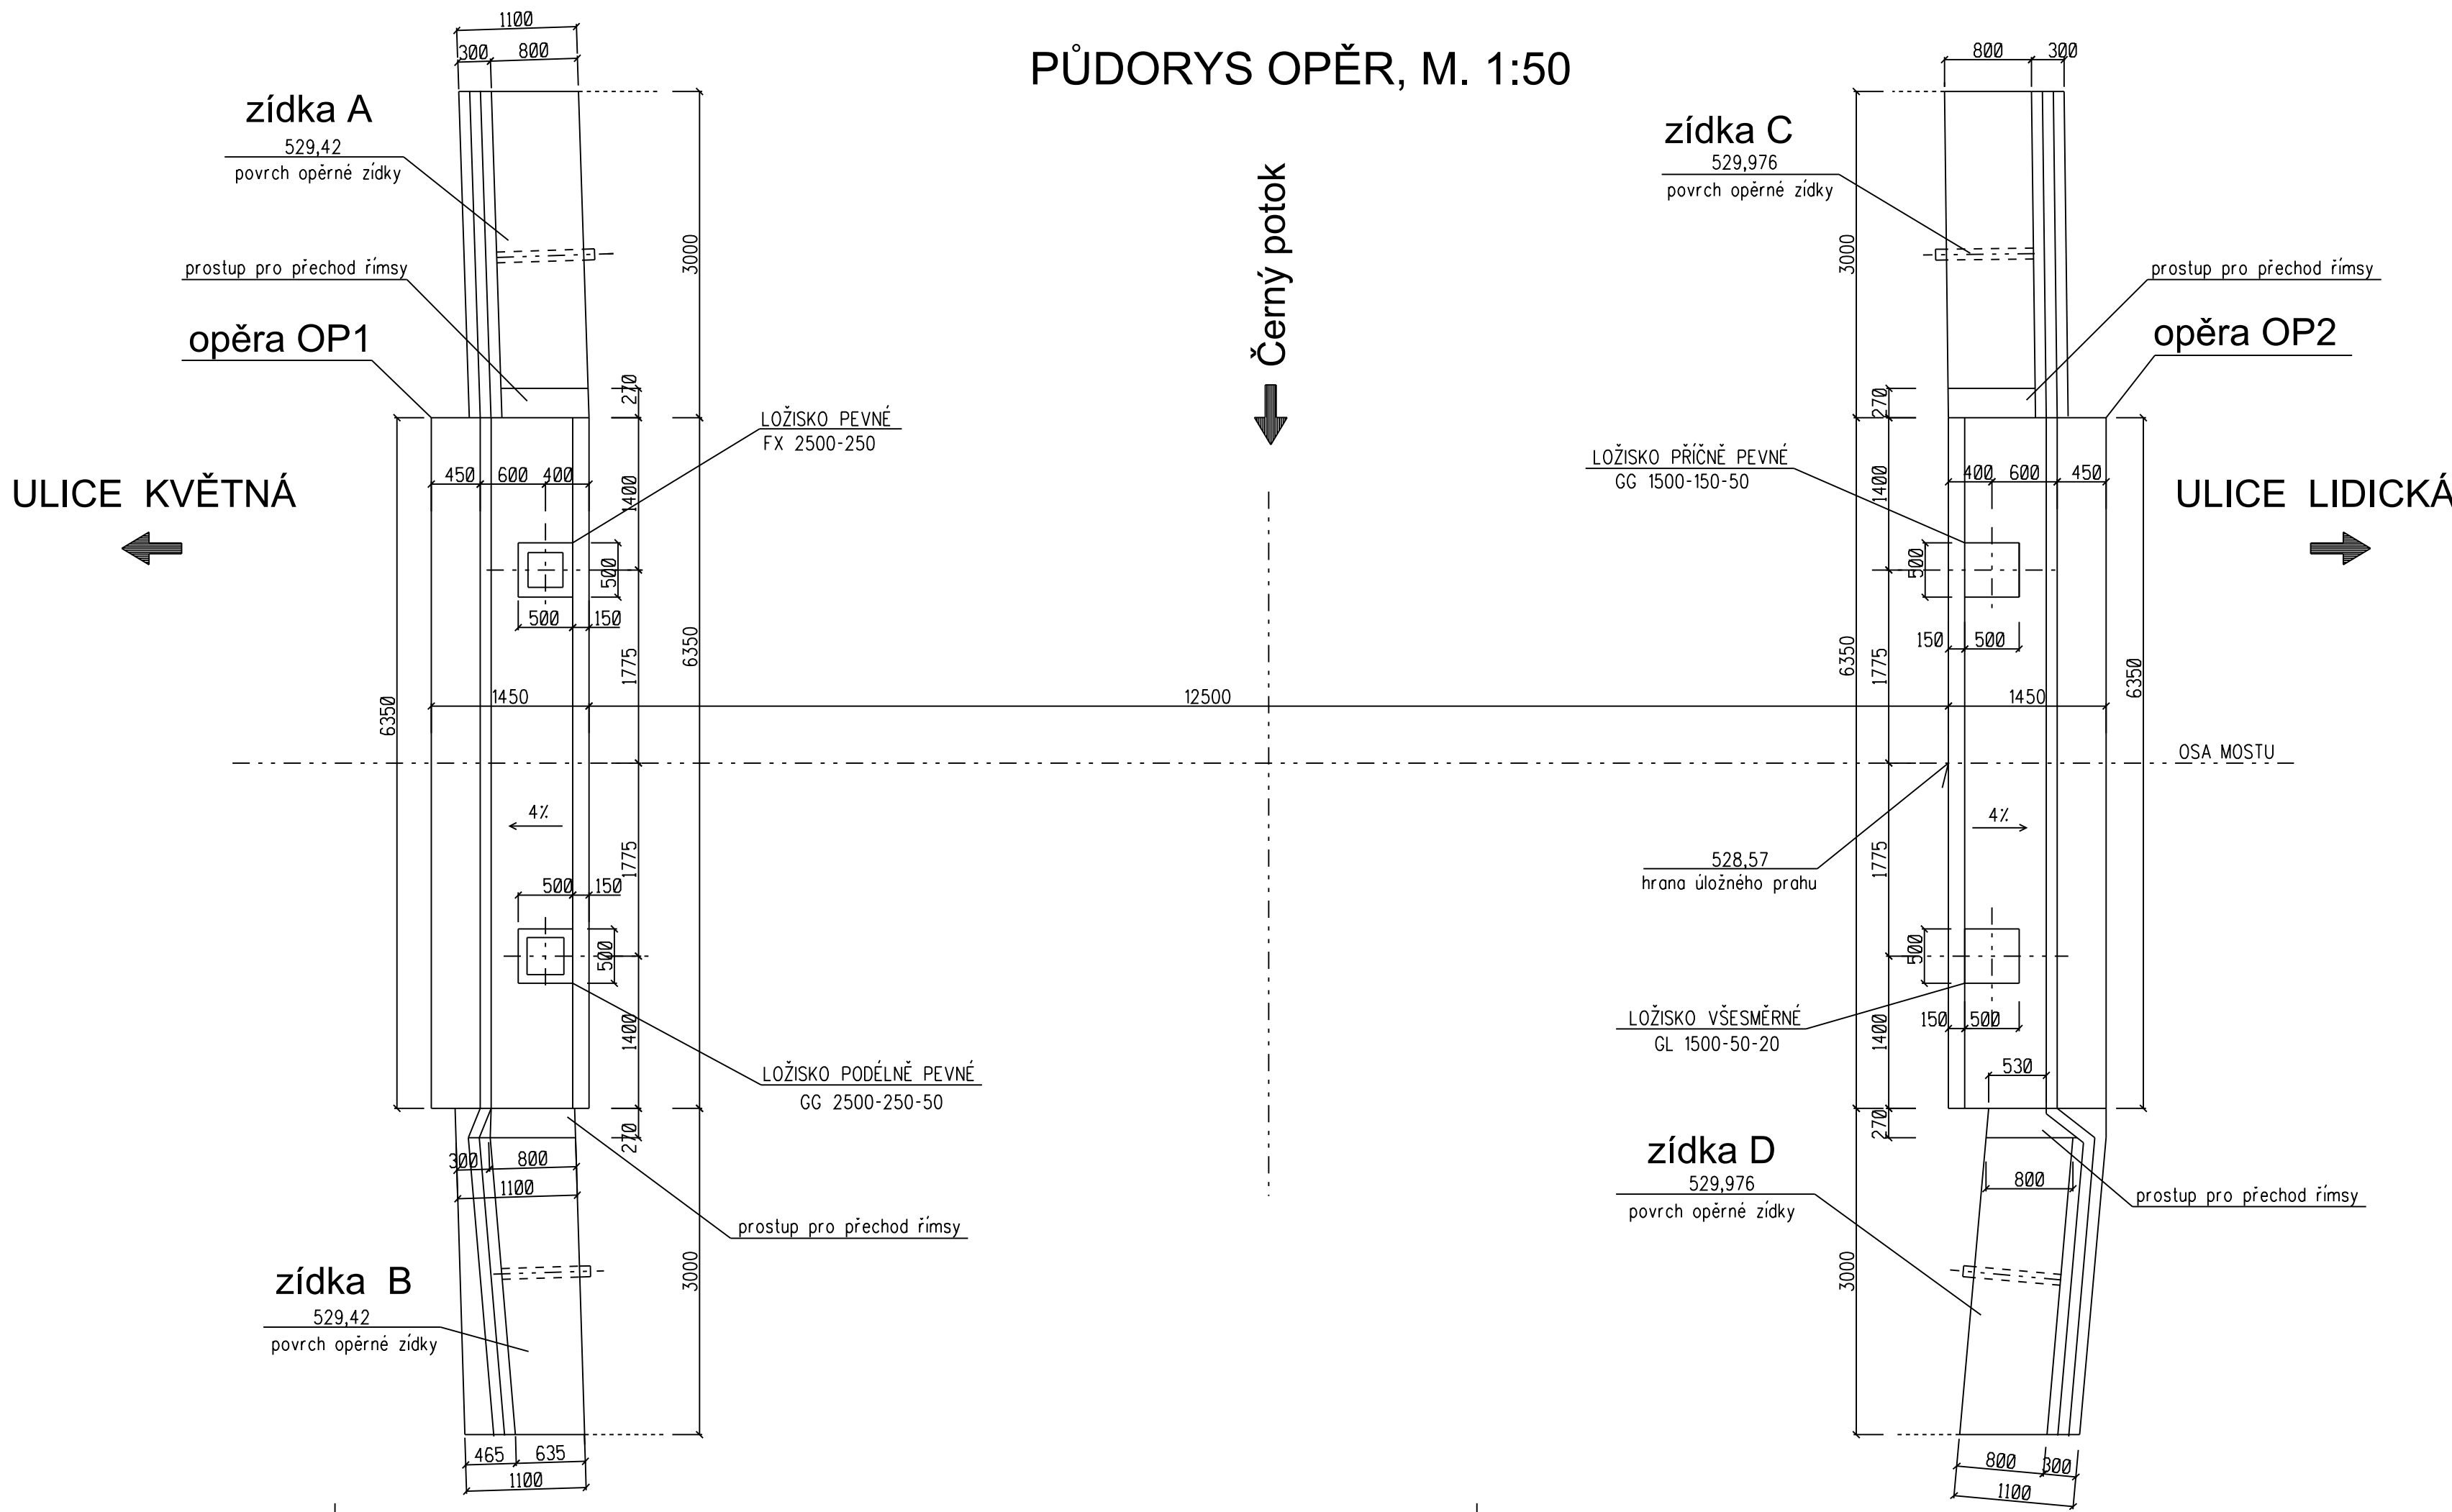 PŮDORYS OPĚR, M. 1:50
1100
300 800
zídka A
529,42
povrch opěrné zídky
prostup pro přechod římsy
opěra OP1
3000
270
LOŽISKO PEVNÉ
FX 2500-250
450 600 400
1400
ULICE KVĚTNÁ
500
500 150
1775
6350
6350
1450
12500
4%
1775
500 150
500
1400
LOŽISKO PODÉLNĚ PEVNÉ
GG 2500-250-50
270
300 800
1100
prostup pro přechod římsy
3000
zídka B
529,42
povrch opěrné zídky
465 635
1100
Černý potok
800 300
zídka C
529,976
povrch opěrné zídky
3000
prostup pro přechod římsy
opěra OP2
270
LOŽISKO PŘÍČNĚ PEVNÉ
GG 1500-150-50
400 600 450
1400
ULICE LIDICKÁ
500
150 500
6350
1775
6350
1450
OSA MOSTU
4%
528,57
hrana úložného prahu
1775
500
LOŽISKO VŠESMĚRNÉ
GL 1500-50-20
150 500
1400
530
270
zídka D
529,976
povrch opěrné zídky
800
prostup pro přechod římsy
3000
800 300
1100